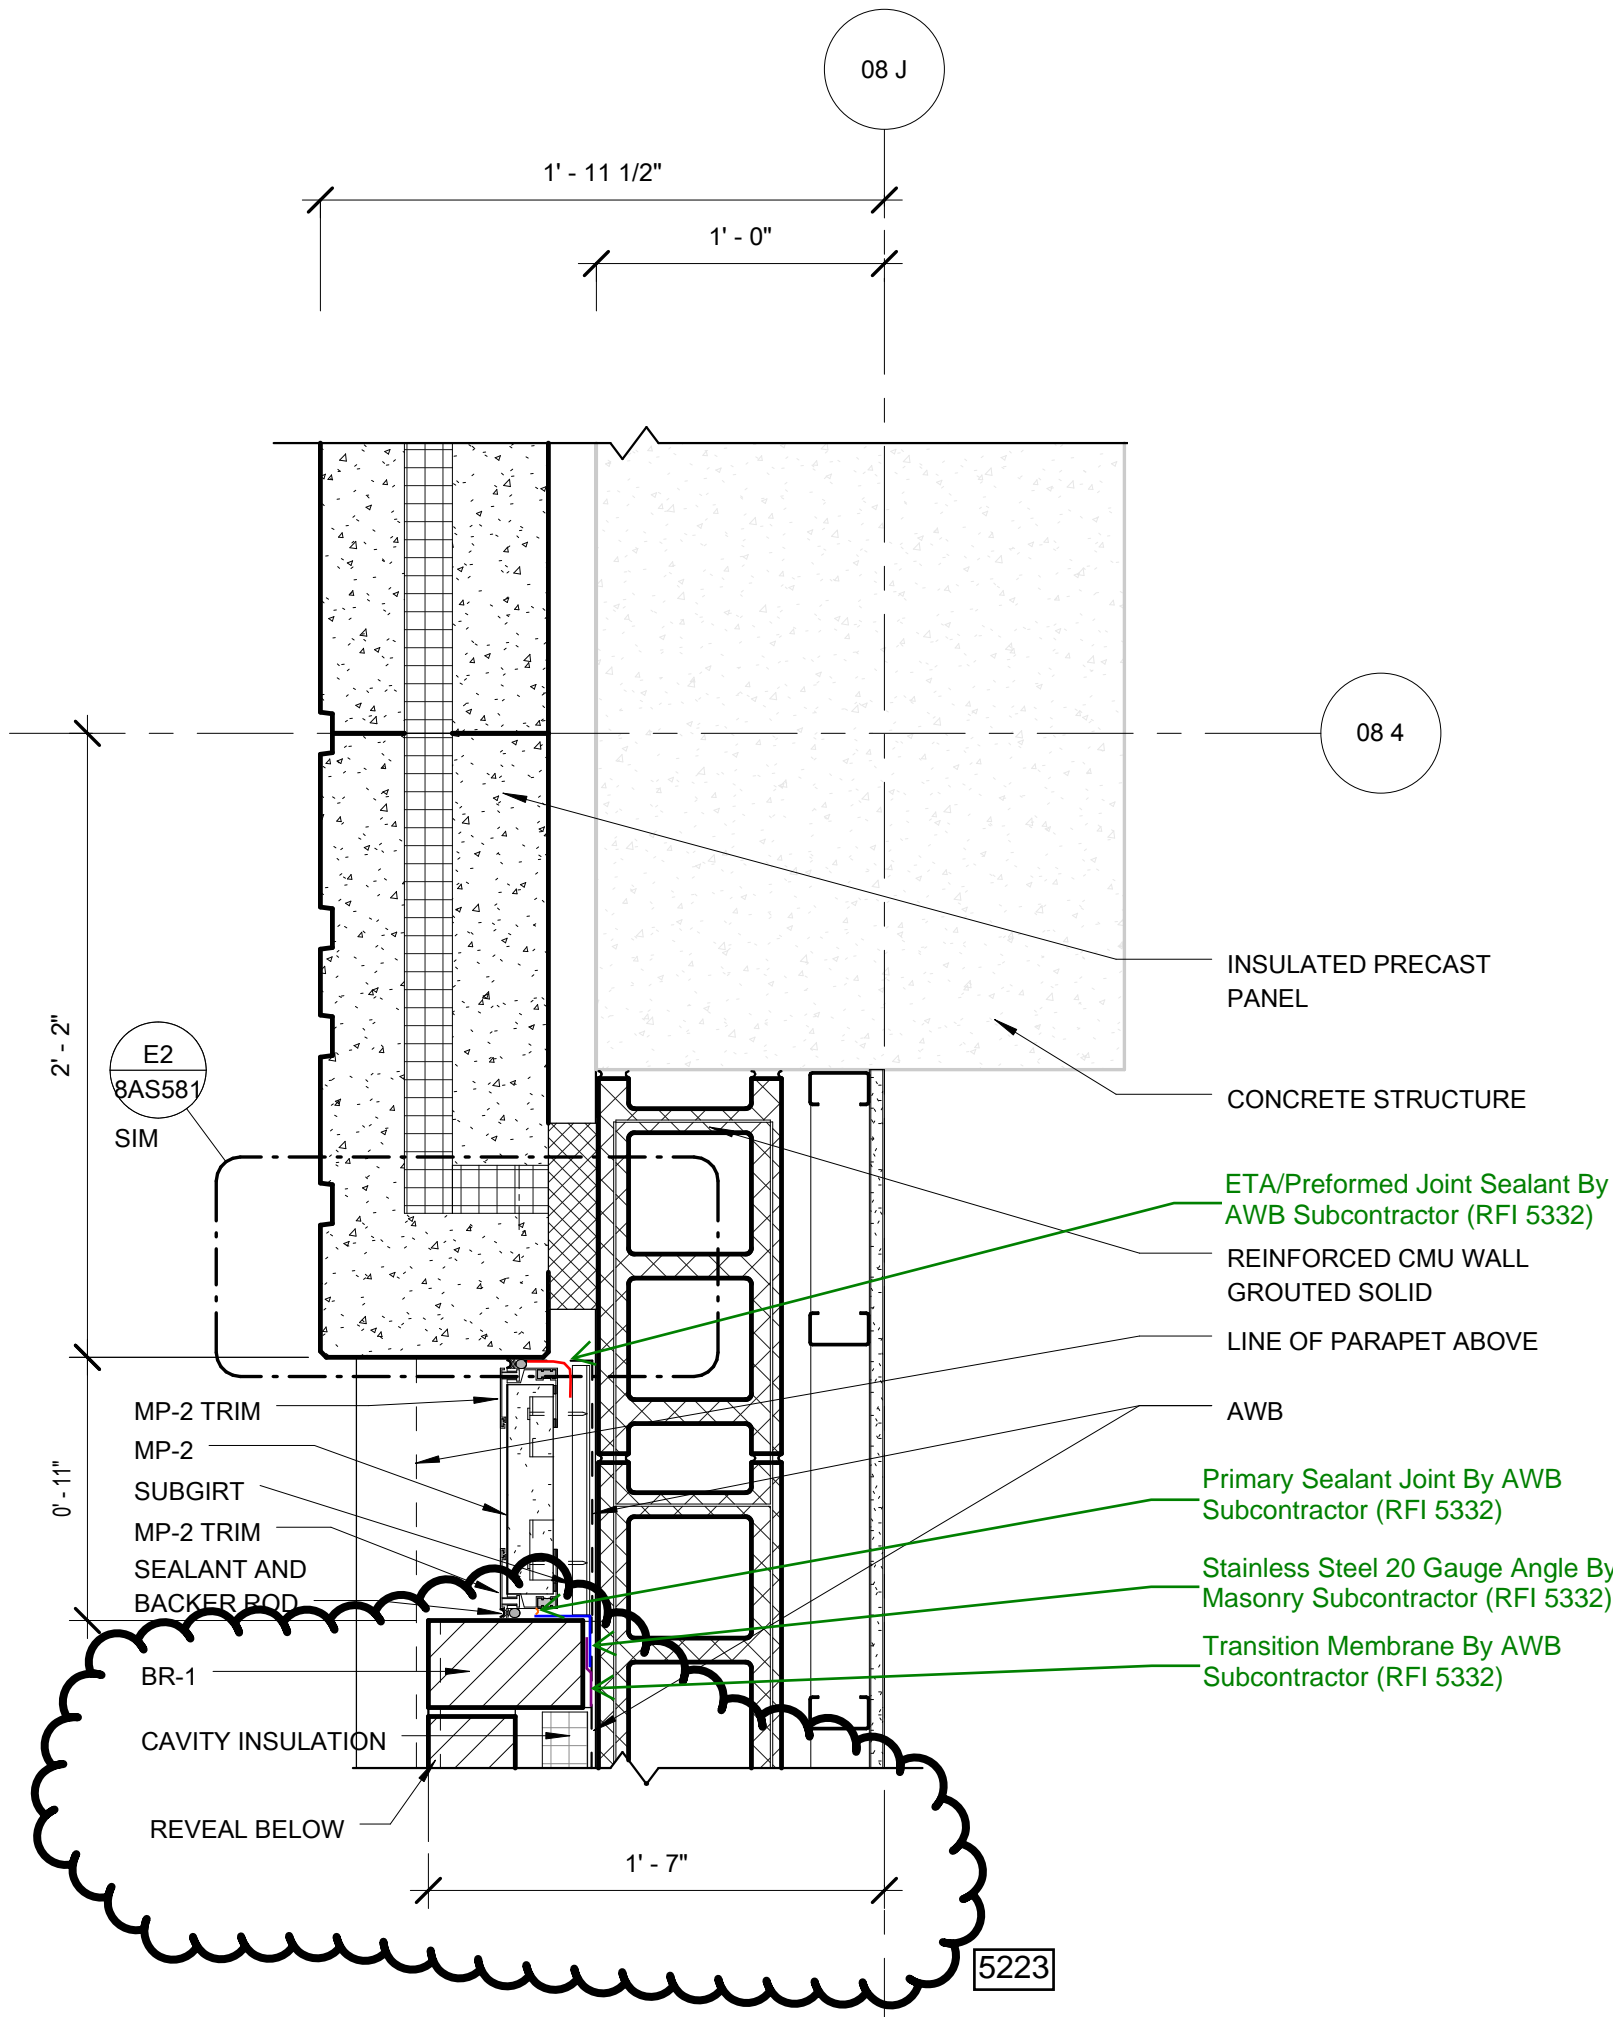 08 J
1' - 11 1/2"
1' - 0"
08 4
2' - 2"
INSULATED PRECAST
PANEL
E2
8AS581
SIM
CONCRETE STRUCTURE
ETA/Preformed Joint Sealant By
AWB Subcontractor (RFI 5332)
REINFORCED CMU WALL
GROUTED SOLID
LINE OF PARAPET ABOVE
AWB
MP-2 TRIM
MP-2
SUBGIRT
MP-2 TRIM
SEALANT AND
BACKER ROD
0' - 11"
Primary Sealant Joint By AWB
Subcontractor (RFI 5332)
Stainless Steel 20 Gauge Angle By
Masonry Subcontractor (RFI 5332)
Transition Membrane By AWB
Subcontractor (RFI 5332)
BR-1
CAVITY INSULATION
REVEAL BELOW
1' - 7"
5223